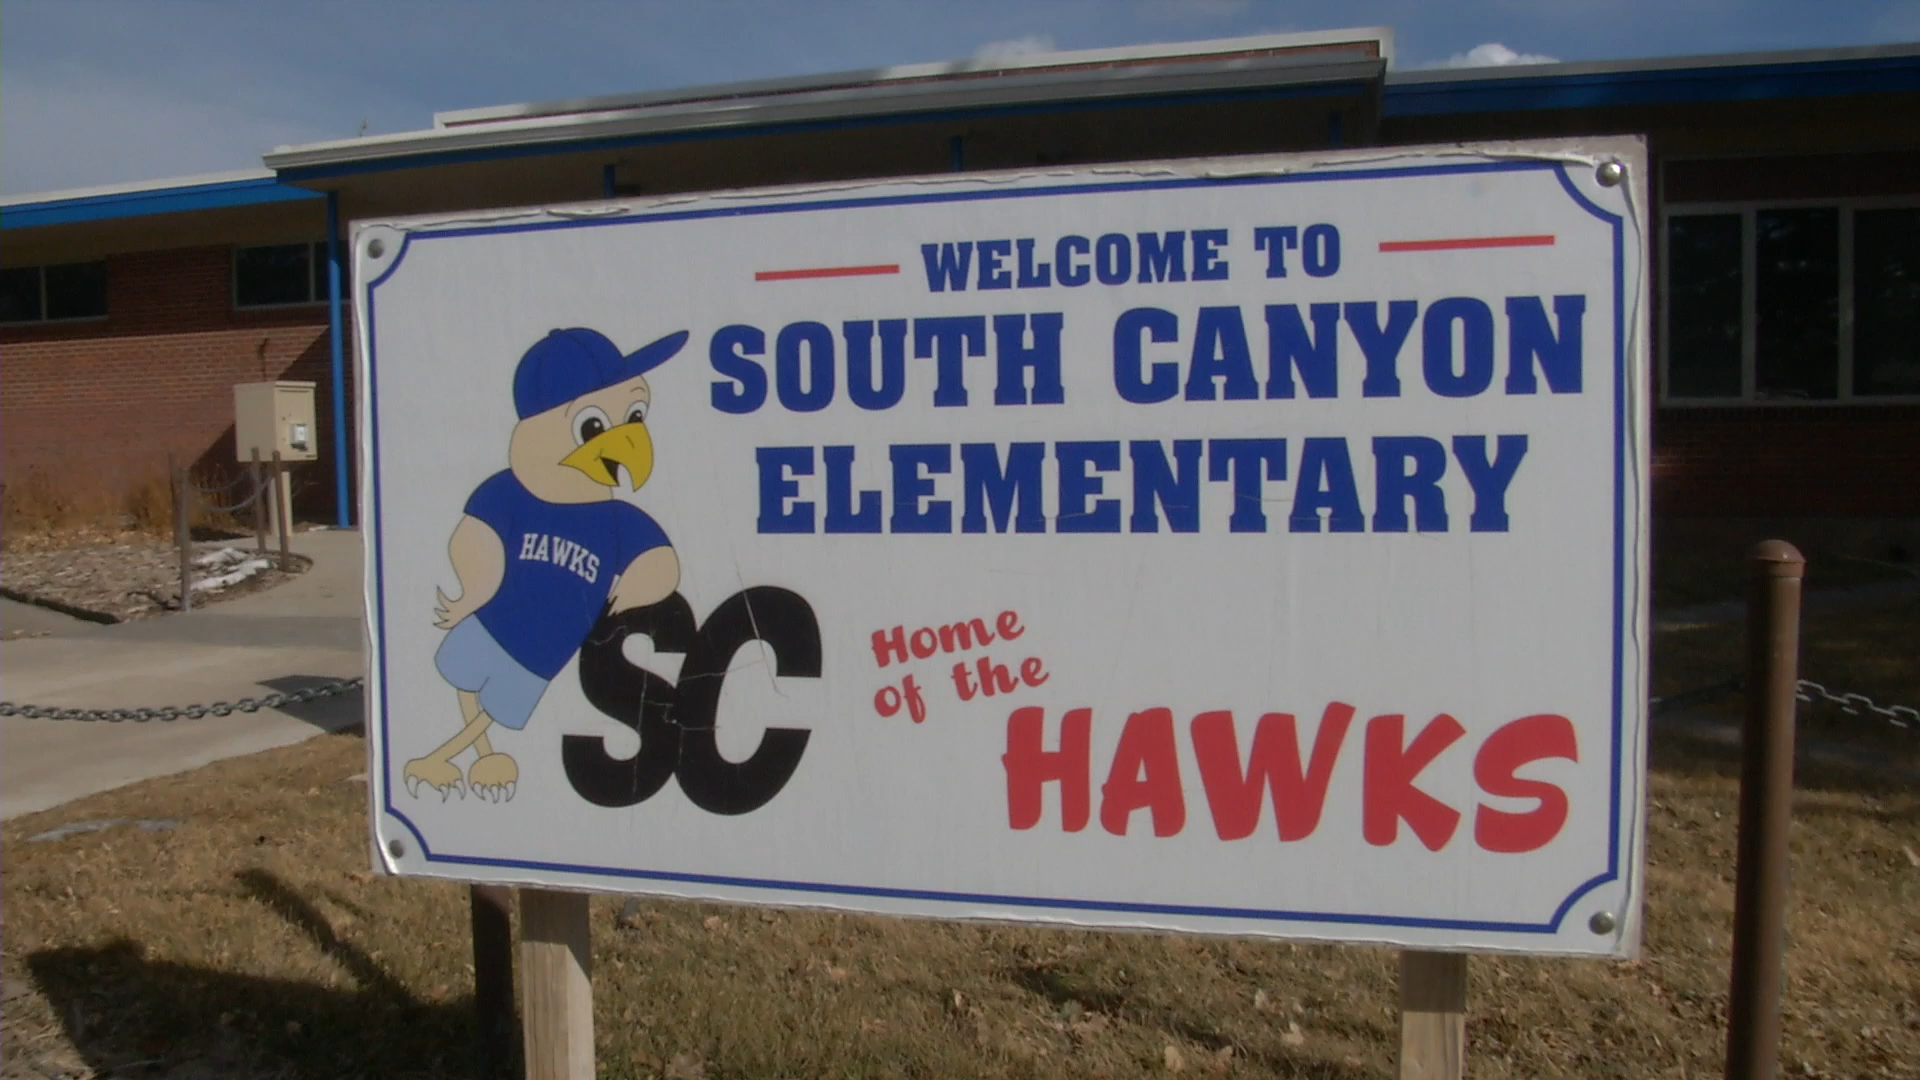 WELCOME TO
SOUTH CANYON
ELEMENTARY
HAWKS
SC
Home
of the
HAWKS